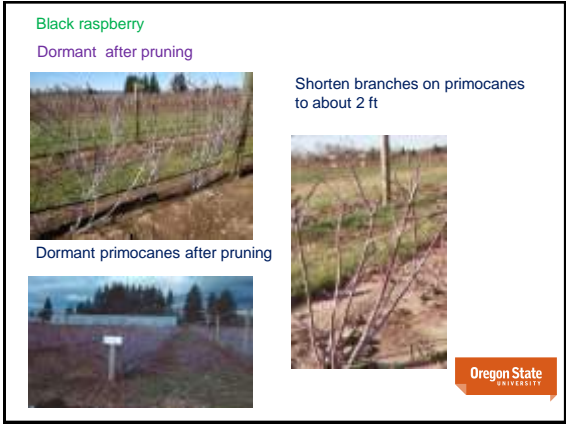 Black raspberry
Dormant after pruning
Shorten branches on primocanes
to about 2 ft
Dormant primocanes after pruning
Oregon State
UNIVERSITY